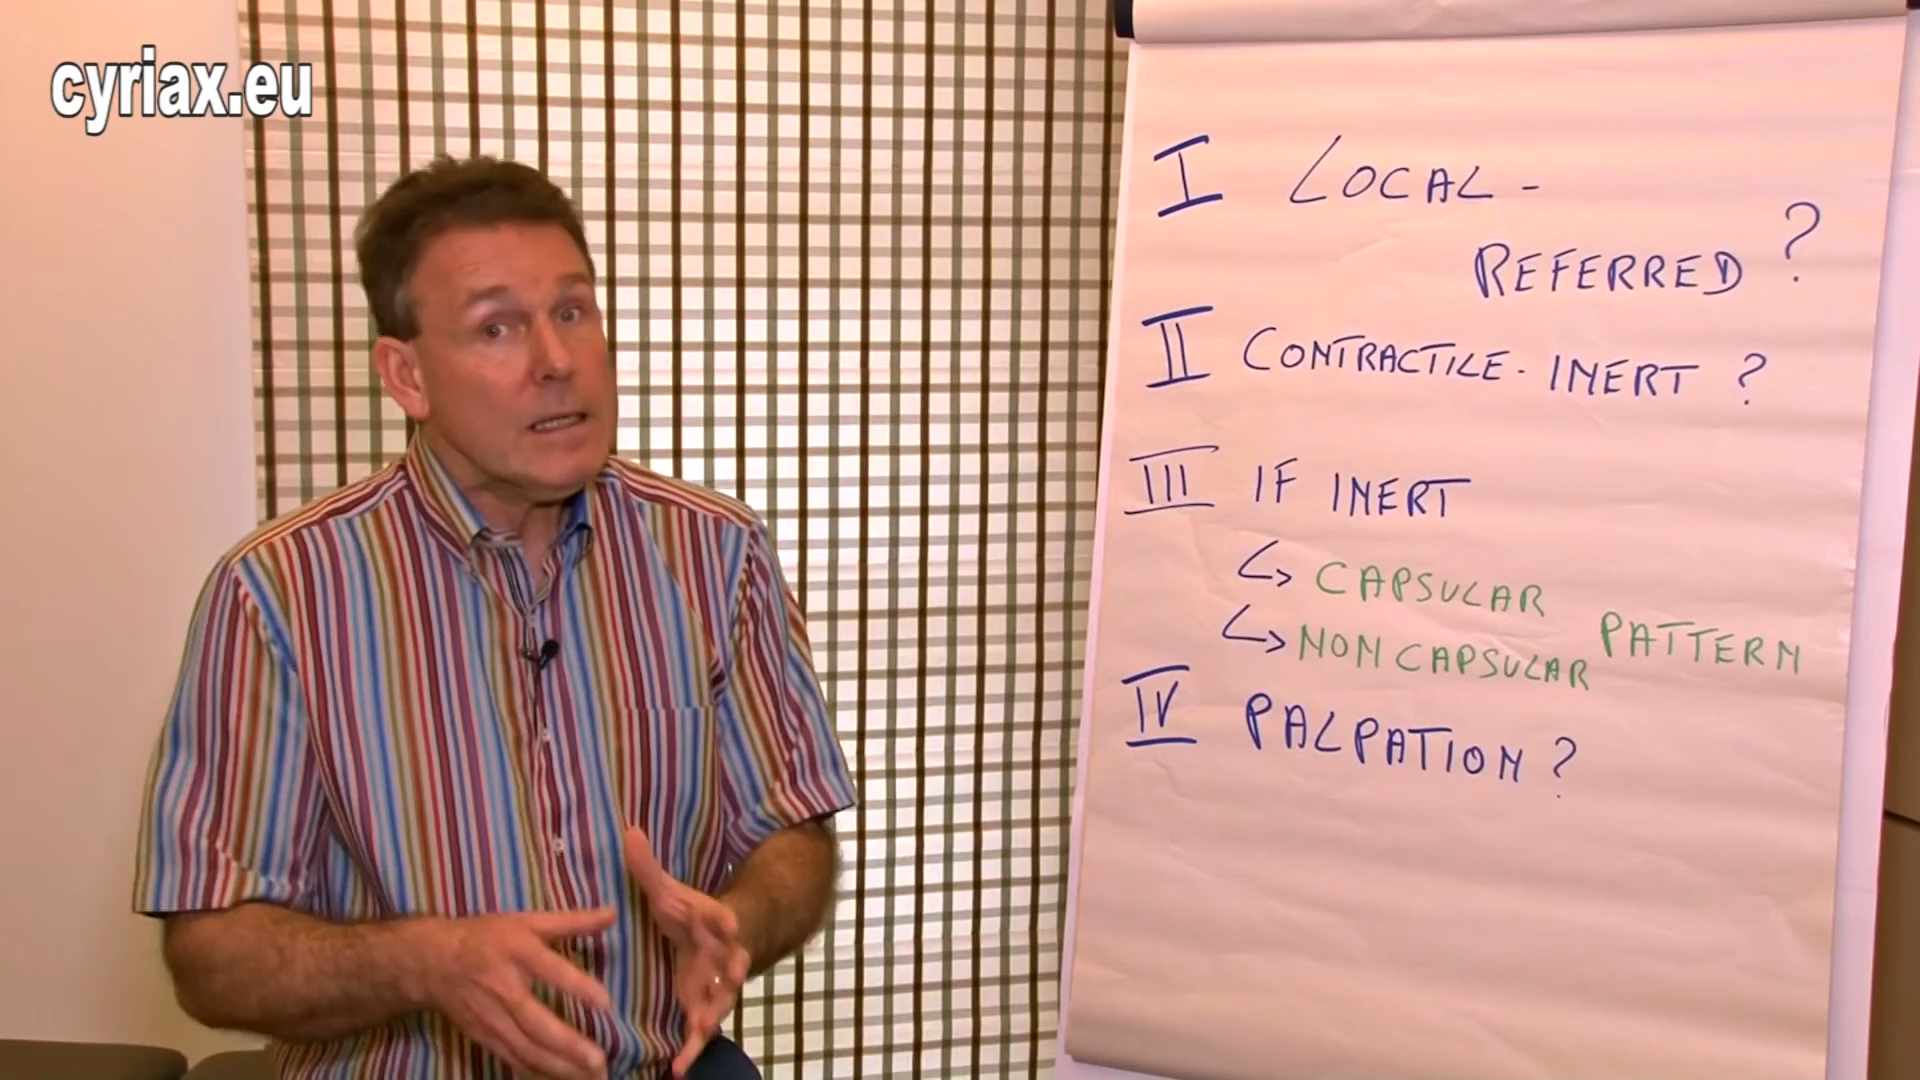 cyriax.eu
I LOCAL -
REFERRED ?
II CONTRACTILE - INERT ?
III IF INERT
↳ CAPSULAR
↳ NON CAPSULAR PATTERN
IV PALPATION ?